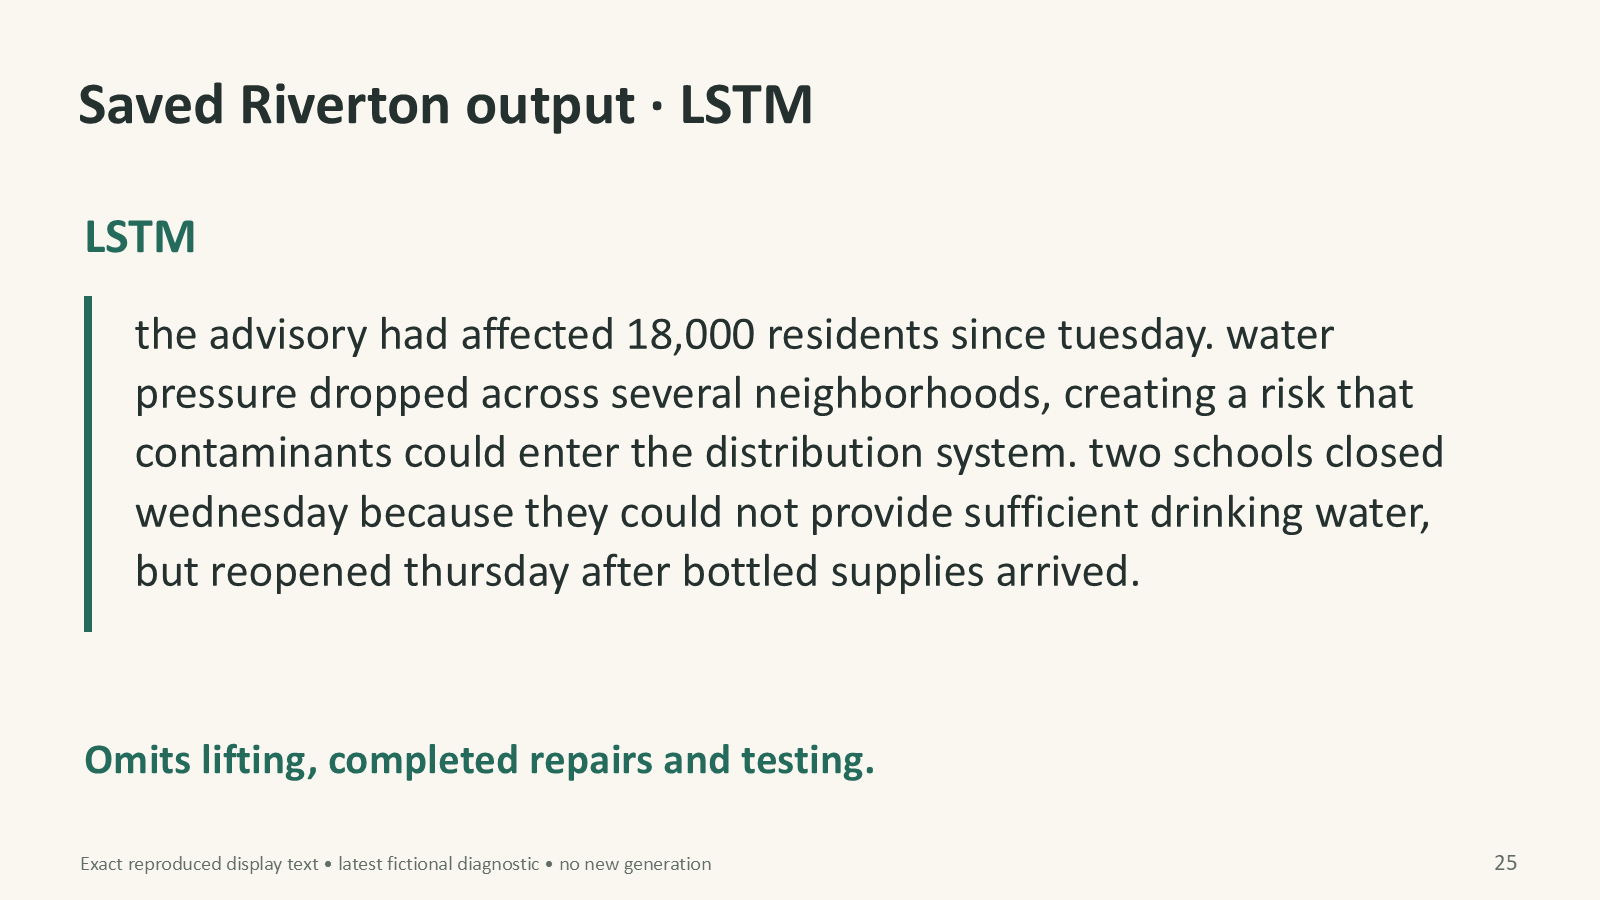 Saved Riverton output · LSTM
LSTM
the advisory had affected 18,000 residents since tuesday. water
pressure dropped across several neighborhoods, creating a risk that
contaminants could enter the distribution system. two schools closed
wednesday because they could not provide sufficient drinking water,
but reopened thursday after bottled supplies arrived.
Omits lifting, completed repairs and testing.
Exact reproduced display text • latest fictional diagnostic • no new generation
25